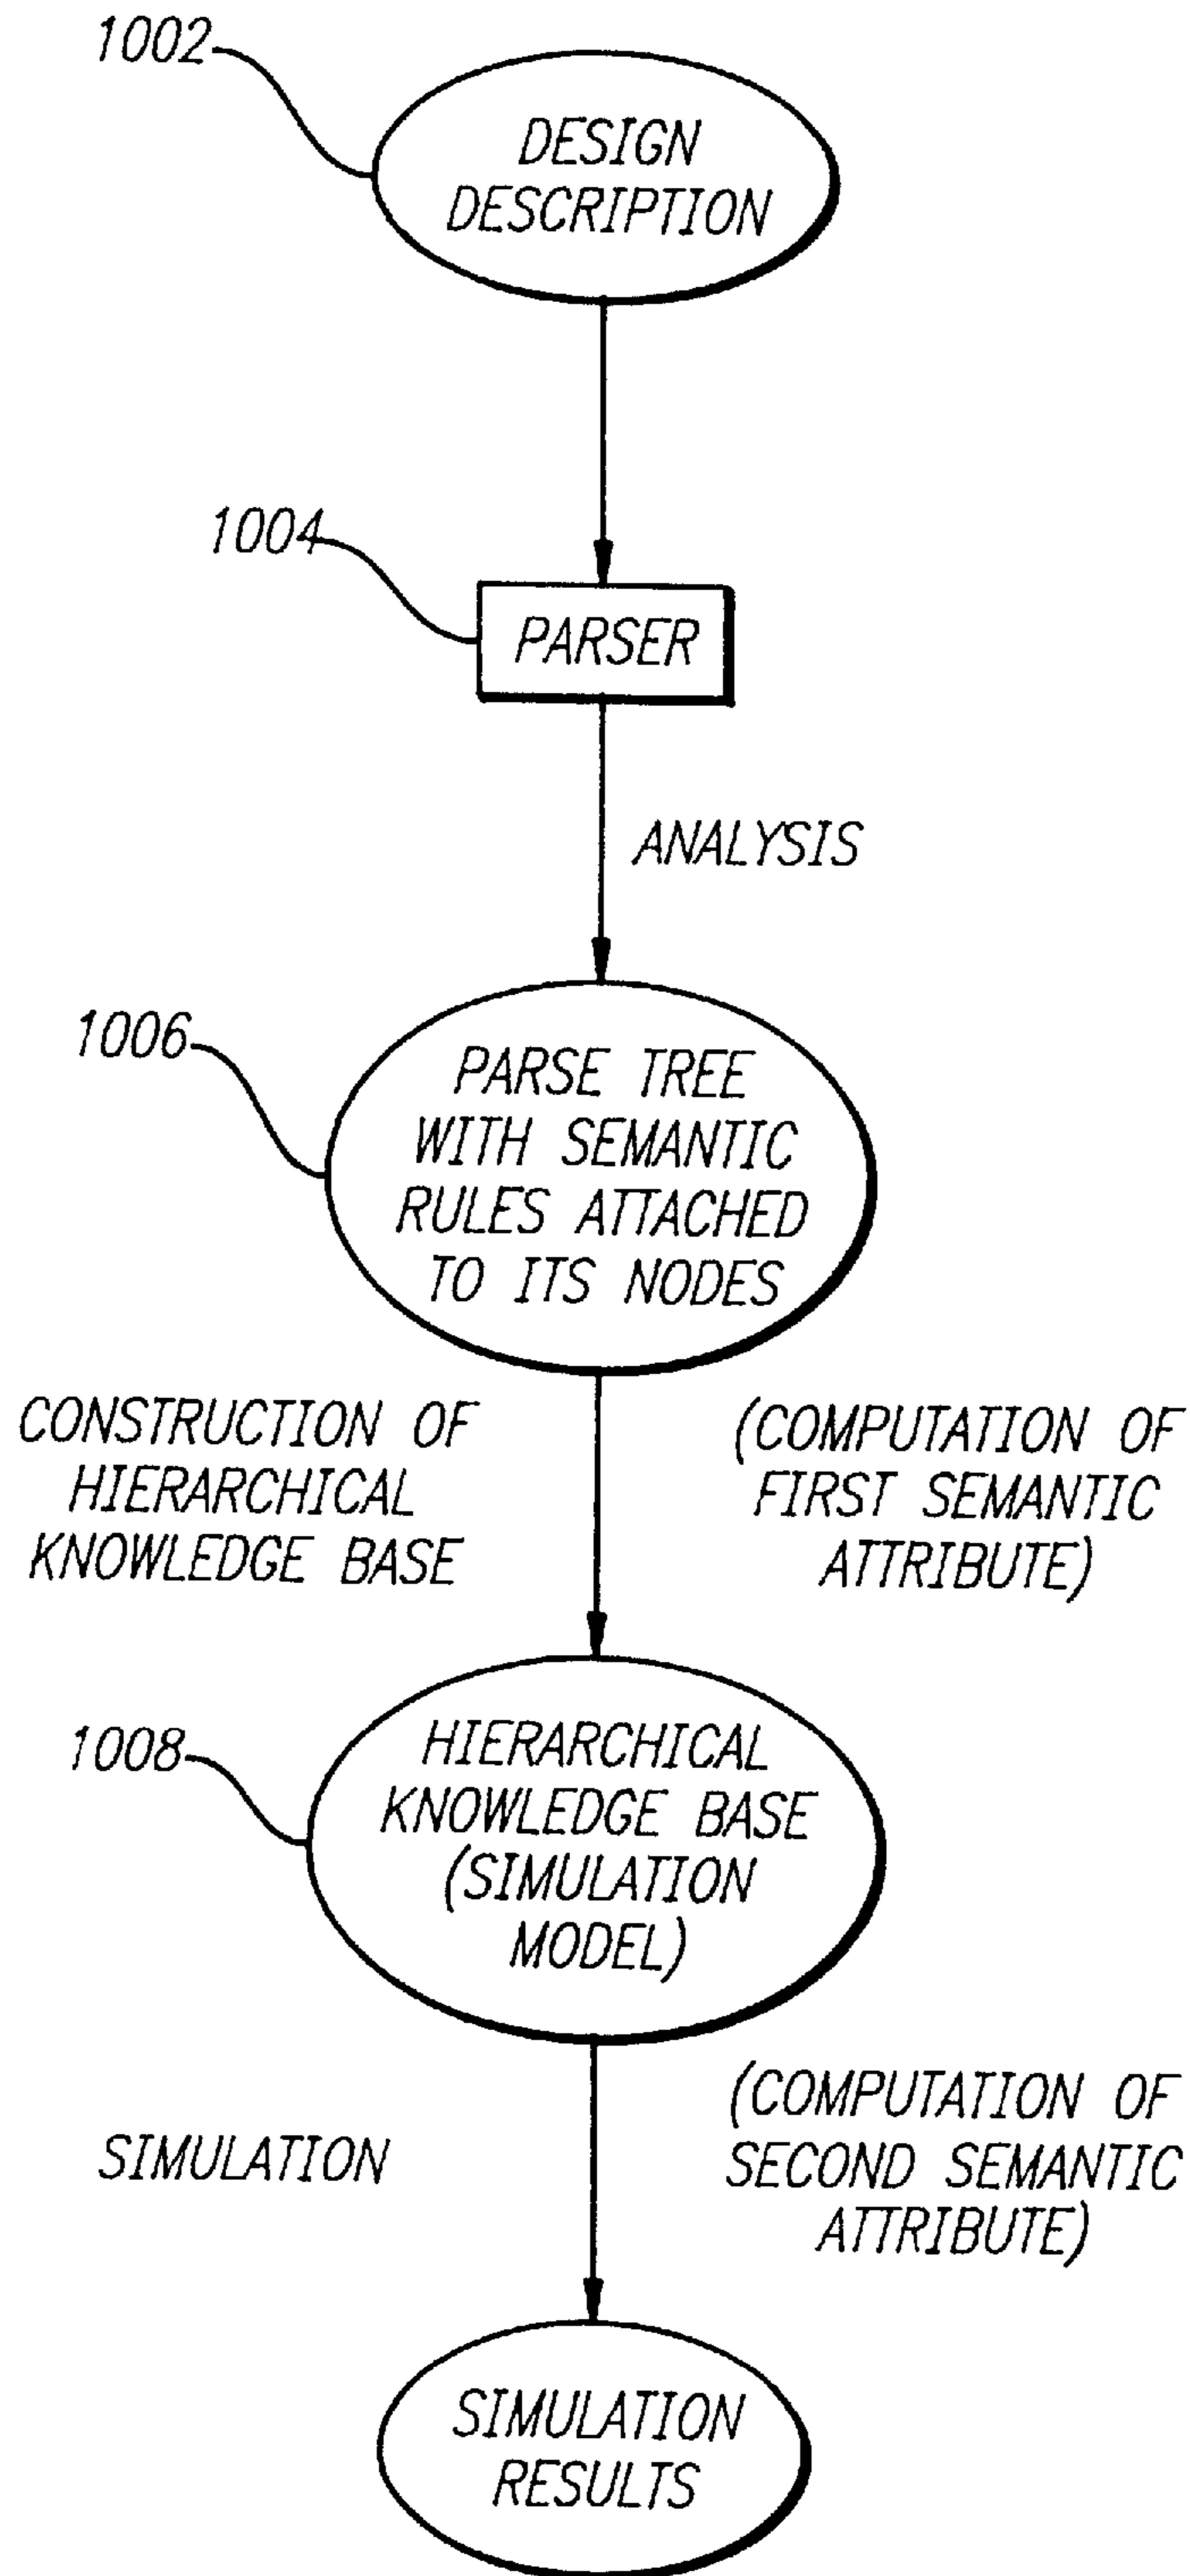 1002
DESIGN
DESCRIPTION
1004
PARSER
ANALYSIS
1006
PARSE TREE
WITH SEMANTIC
RULES ATTACHED
TO ITS NODES
CONSTRUCTION OF
HIERARCHICAL
KNOWLEDGE BASE
(COMPUTATION OF
FIRST SEMANTIC
ATTRIBUTE)
1008
HIERARCHICAL
KNOWLEDGE BASE
(SIMULATION
MODEL)
SIMULATION
(COMPUTATION OF
SECOND SEMANTIC
ATTRIBUTE)
SIMULATION
RESULTS